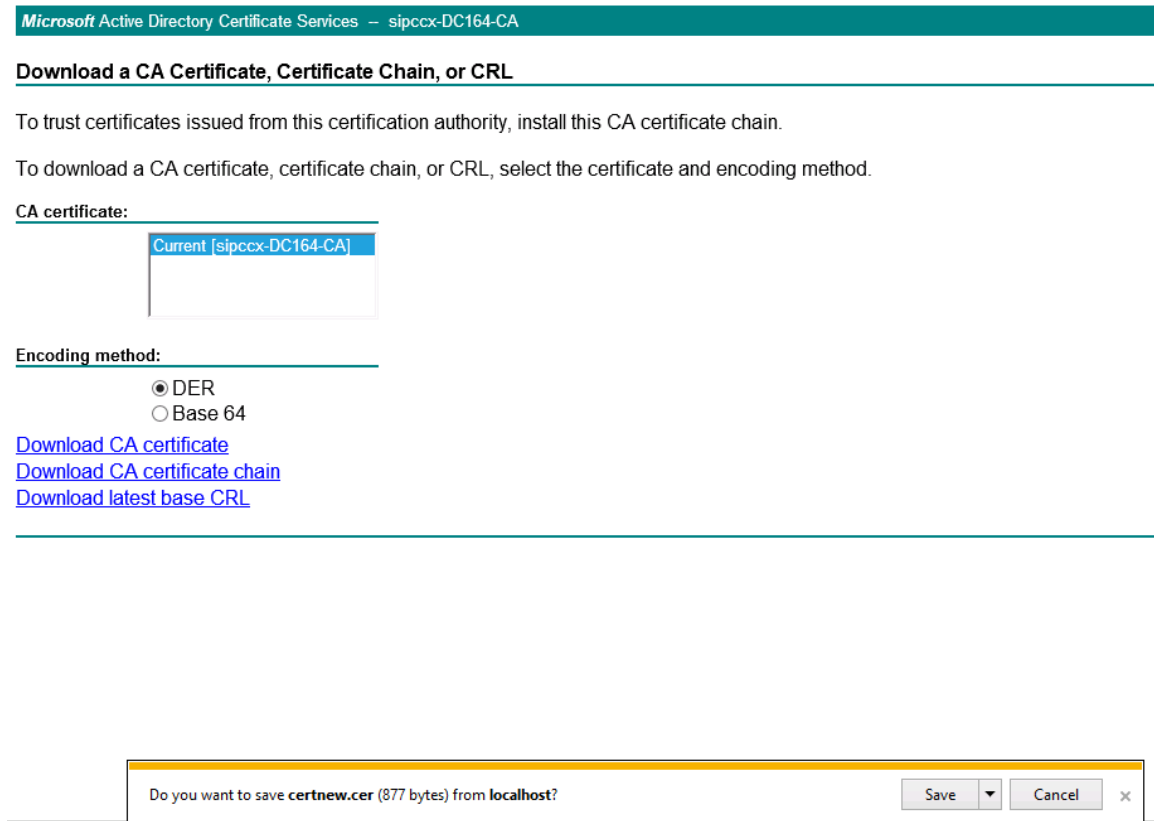 Microsoft Active Directory Certificate Services -- sipccx-DC164-CA
Download a CA Certificate, Certificate Chain, or CRL
To trust certificates issued from this certification authority, install this CA certificate chain.
To download a CA certificate, certificate chain, or CRL, select the certificate and encoding method.
CA certificate:
Current [sipccx-DC164-CA]
Encoding method:
DER
Base 64
Download CA certificate
Download CA certificate chain
Download latest base CRL
Do you want to save certnew.cer (877 bytes) from localhost? Save Cancel